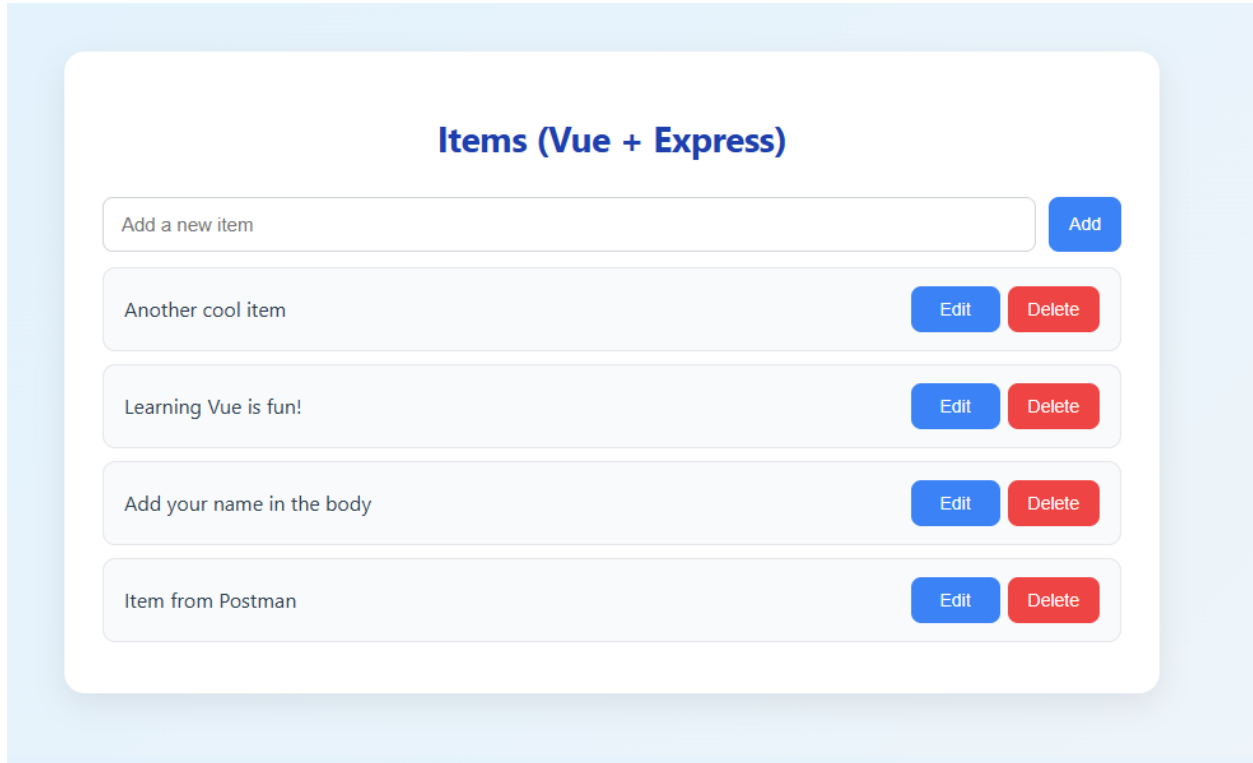 Items (Vue + Express)
Add a new item Add
Another cool item Edit Delete
Learning Vue is fun! Edit Delete
Add your name in the body Edit Delete
Item from Postman Edit Delete